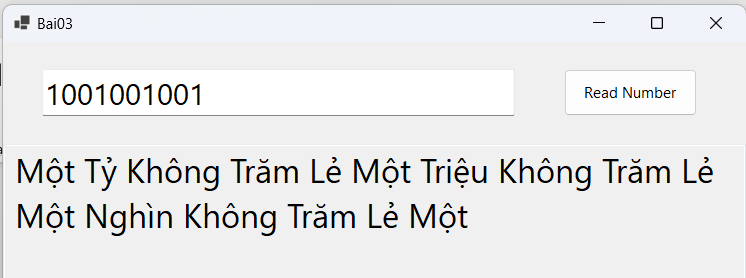 Bai03
1001001001
Read Number
Một Tỷ Không Trăm Lẻ Một Triệu Không Trăm Lẻ
Một Nghìn Không Trăm Lẻ Một